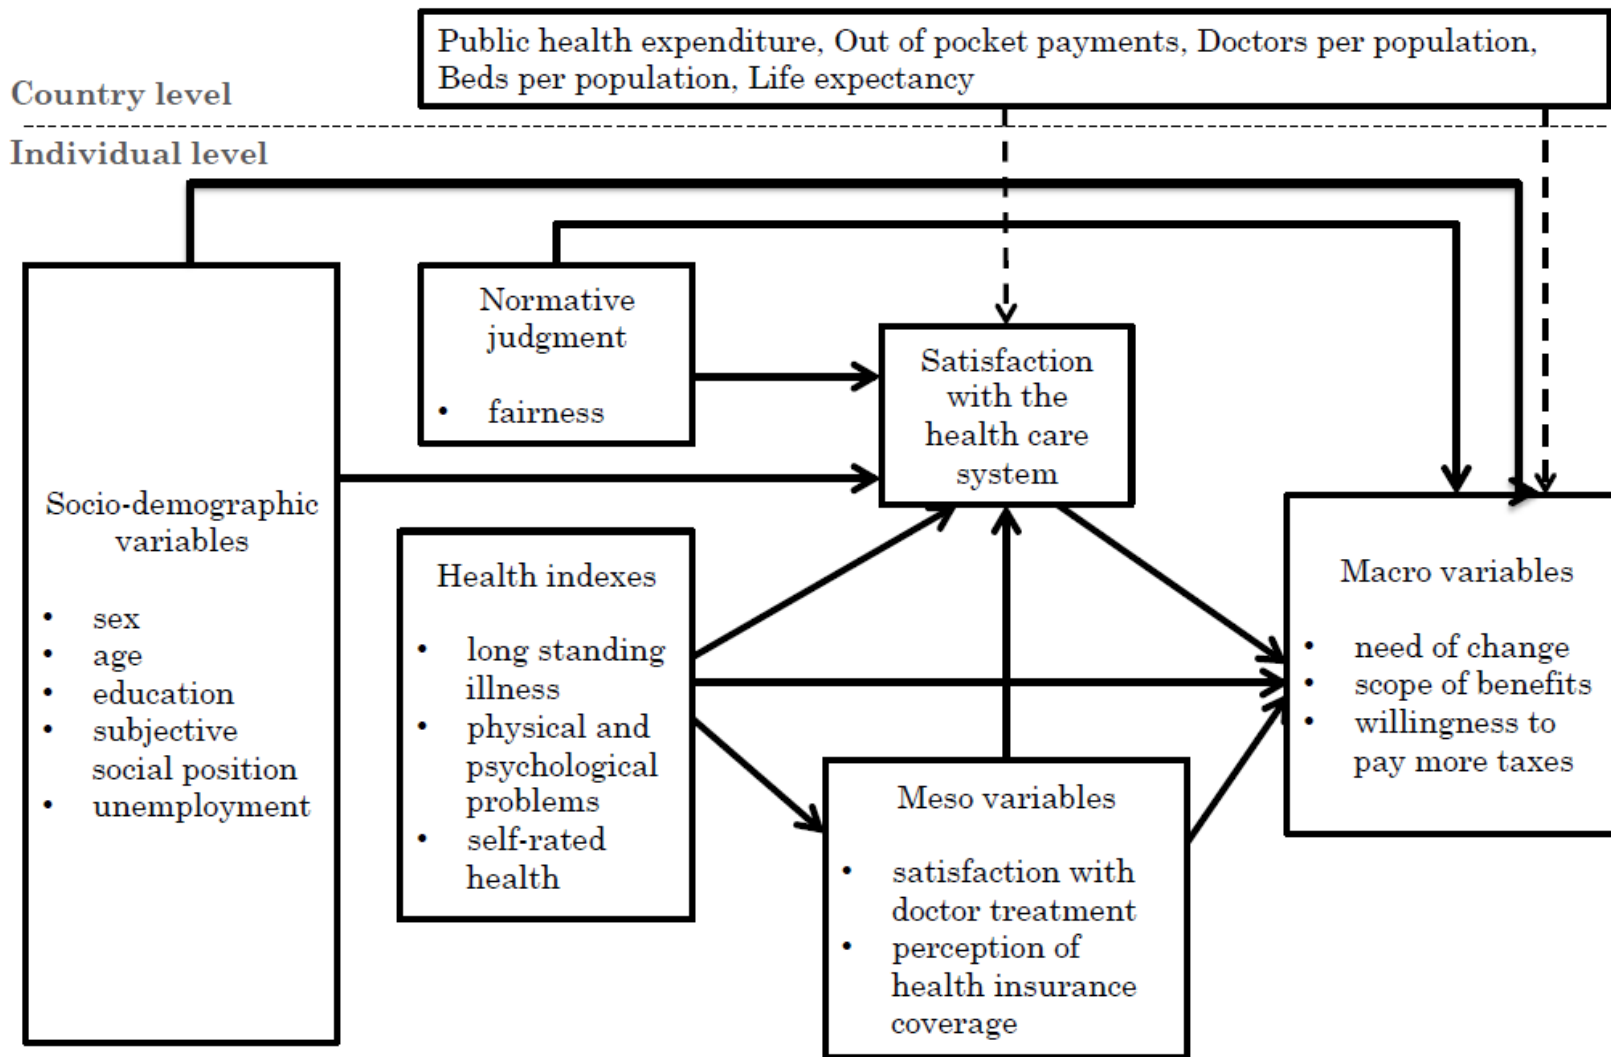 Public health expenditure, Out of pocket payments, Doctors per population,
Beds per population, Life expectancy
Country level
Individual level
Normative
judgment
• fairness
Satisfaction
with the
health care
system
Socio-demographic
variables
• sex
• age
• education
• subjective
social position
• unemployment
Health indexes
• long standing
illness
• physical and
psychological
problems
• self-rated
health
Macro variables
• need of change
• scope of benefits
• willingness to
pay more taxes
Meso variables
• satisfaction with
doctor treatment
• perception of
health insurance
coverage